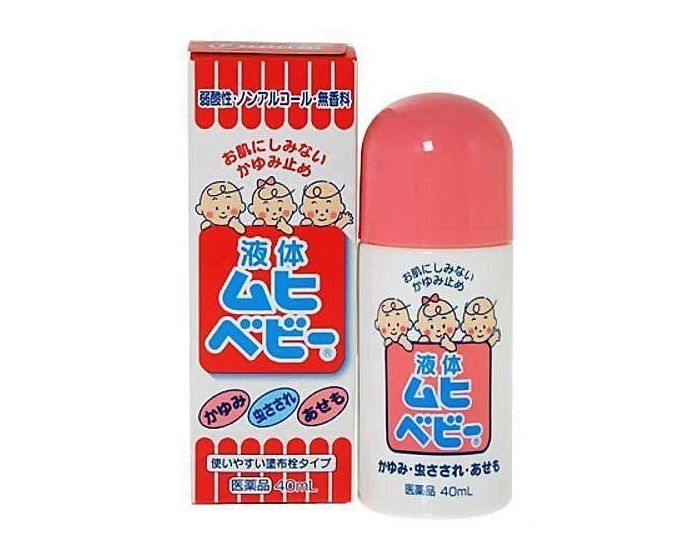 弱酸性・ノンアルコール・無香料
お肌にしみない
かゆみ止め
液体
ムヒ
ベビー®
かゆみ
虫さされ
あせも
使いやすい塗布栓タイプ
医薬品 40mL
お肌にしみない
かゆみ止め
液体
ムヒ
ベビー
かゆみ・虫さされ・あせも
医薬品 40mL